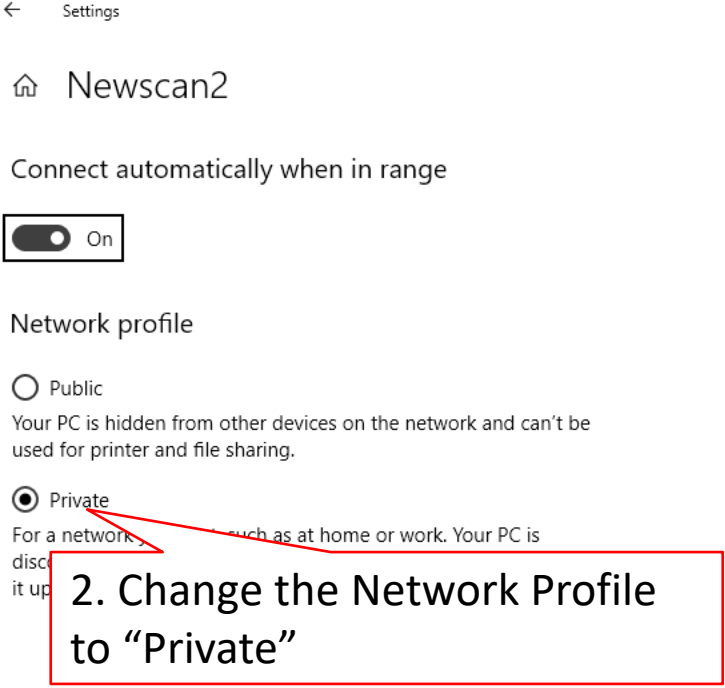 Settings
Newscan2
Connect automatically when in range
On
Network profile
Public
Your PC is hidden from other devices on the network and can't be
used for printer and file sharing.
Private
For a network such as at home or work. Your PC is
it up
2. Change the Network Profile
to “Private”